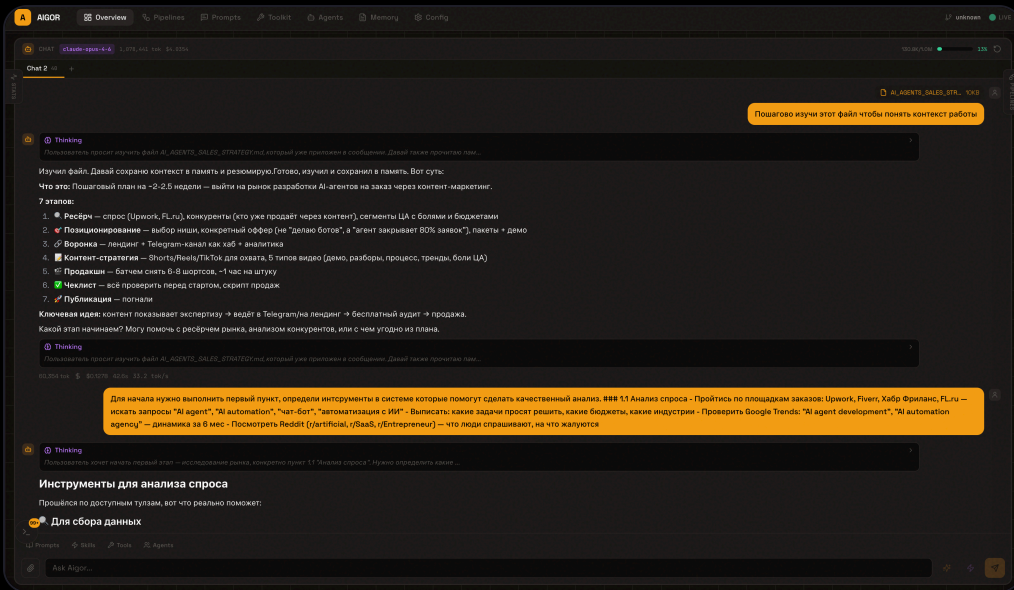 A AIGOR Overview Pipelines Prompts Toolkit Agents Memory Config unknown LIVE
CHAT claude-opus-4-6 13%
Chat 2 +
AI_AGENTS_SALES_STR... 10KB
Пошагово изучи этот файл чтобы понять контекст работы
Thinking
Пользователь просит изучить файл AI_AGENTS_SALES_STRATEGY.md, который уже приложен в сообщении. Давай также прочитаю пам...
Изучил файл. Давай сохраню контекст в память и резюмирую.Готово, изучил и сохранил в память. Вот суть:
Что это: Пошаговый план на ~2-2.5 недели — выйти на рынок разработки AI-агентов на заказ через контент-маркетинг.
7 этапов:
1. 🔍 Ресёрч — спрос (Upwork, FL.ru), конкуренты (кто уже продаёт через контент), сегменты ЦА с болями и бюджетами
2. 🎯 Позиционирование — выбор ниши, конкретный оффер (не "делаю ботов", а "агент закрывает 80% заявок"), пакеты + демо
3. 🔗 Воронка — лендинг + Telegram-канал как хаб + аналитика
4. 📝 Контент-стратегия — Shorts/Reels/TikTok для охвата, 5 типов видео (демо, разборы, процесс, тренды, боли ЦА)
5. 🎬 Продакшн — батчем снять 6-8 шортсов, ~1 час на штуку
6. ✅ Чеклист — всё проверить перед стартом, скрипт продаж
7. 🚀 Публикация — погнали
Ключевая идея: контент показывает экспертизу → ведёт в Telegram/на лендинг → бесплатный аудит → продажа.
Какой этап начинаем? Могу помочь с ресёрчем рынка, анализом конкурентов, или с чего угодно из плана.
Thinking
Пользователь просит изучить файл AI_AGENTS_SALES_STRATEGY.md, который уже приложен в сообщении. Давай также прочитаю пам...
Для начала нужно выполнить первый пункт, определи интсрументы в системе которые помогут сделать качественный анализ. ### 1.1 Анализ спроса - Пройтись по площадкам заказов: Upwork, Fiverr, Хабр Фриланс, FL.ru —
искать запросы "AI agent", "AI automation", "чат-бот", "автоматизация с ИИ" - Выписать: какие задачи просят решить, какие бюджеты, какие индустрии - Проверить Google Trends: "AI agent development", "AI automation
agency" — динамика за 6 мес - Посмотреть Reddit (r/artificial, r/SaaS, r/Entrepreneur) — что люди спрашивают, на что жалуются
Thinking
Пользователь хочет начать первый этап — исследование рынка, конкретно пункт 1.1 "Анализ спроса". Нужно определить какие ...
Инструменты для анализа спроса
Прошёлся по доступным тулзам, вот что реально поможет:
99+ 🔍 Для сбора данных
Prompts Skills Tools Agents
Ask Aigor...